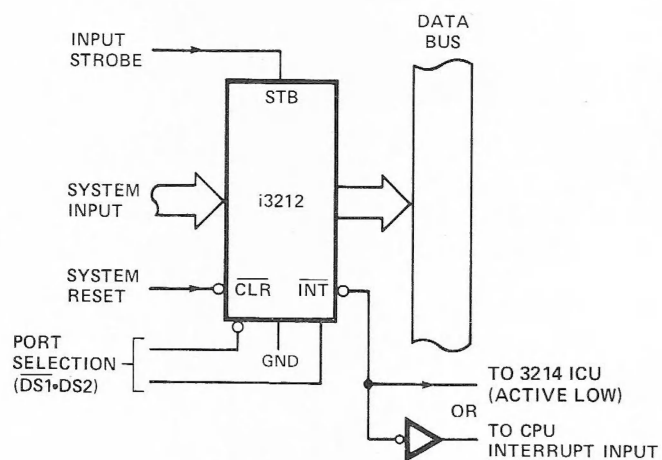 DATA
BUS
INPUT
STROBE
STB
SYSTEM
INPUT
i3212
SYSTEM
RESET
CLR INT
PORT
SELECTION
(DS1•DS2)
GND
TO 3214 ICU
(ACTIVE LOW)
OR
TO CPU
INTERRUPT INPUT